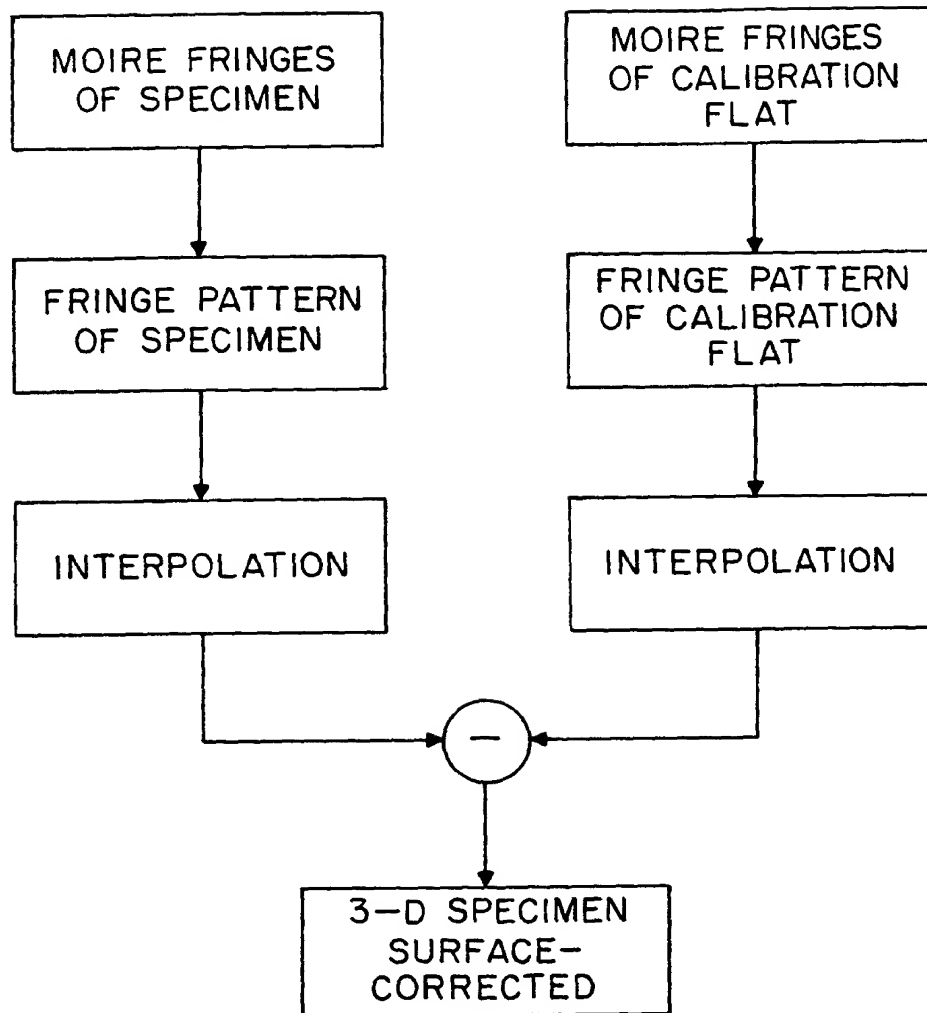 MOIRE FRINGES
OF SPECIMEN
MOIRE FRINGES
OF CALIBRATION
FLAT
FRINGE PATTERN
OF SPECIMEN
FRINGE PATTERN
OF CALIBRATION
FLAT
INTERPOLATION
INTERPOLATION
−
3-D SPECIMEN
SURFACE-
CORRECTED